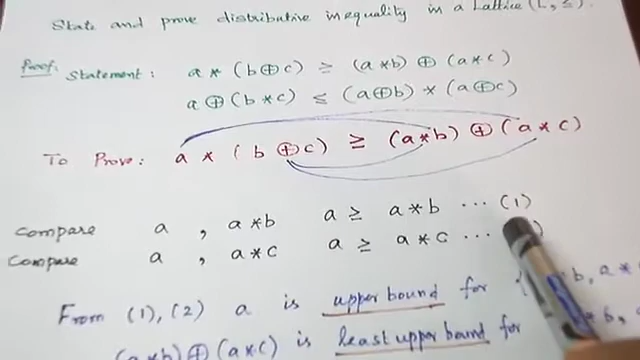 State and prove distributive inequality in a Lattice (L, ≤).
Proof: Statement: a * (b ⊕ c) ≥ (a * b) ⊕ (a * c)
a ⊕ (b * c) ≤ (a ⊕ b) * (a ⊕ c)
To Prove: a * (b ⊕ c) ≥ (a * b) ⊕ (a * c)
compare a , a * b a ≥ a * b ... (1)
compare a , a * c a ≥ a * c ...
From (1), (2) a is upper bound for { b, a *
(a * b) ⊕ (a * c) is least upper bound for b,